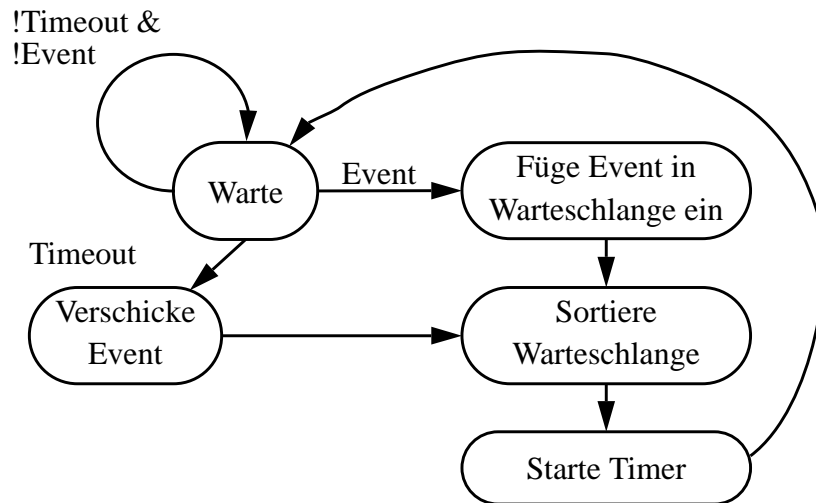 !Timeout &
!Event
Warte
Event
Füge Event in
Warteschlange ein
Timeout
Verschicke
Event
Sortiere
Warteschlange
Starte Timer